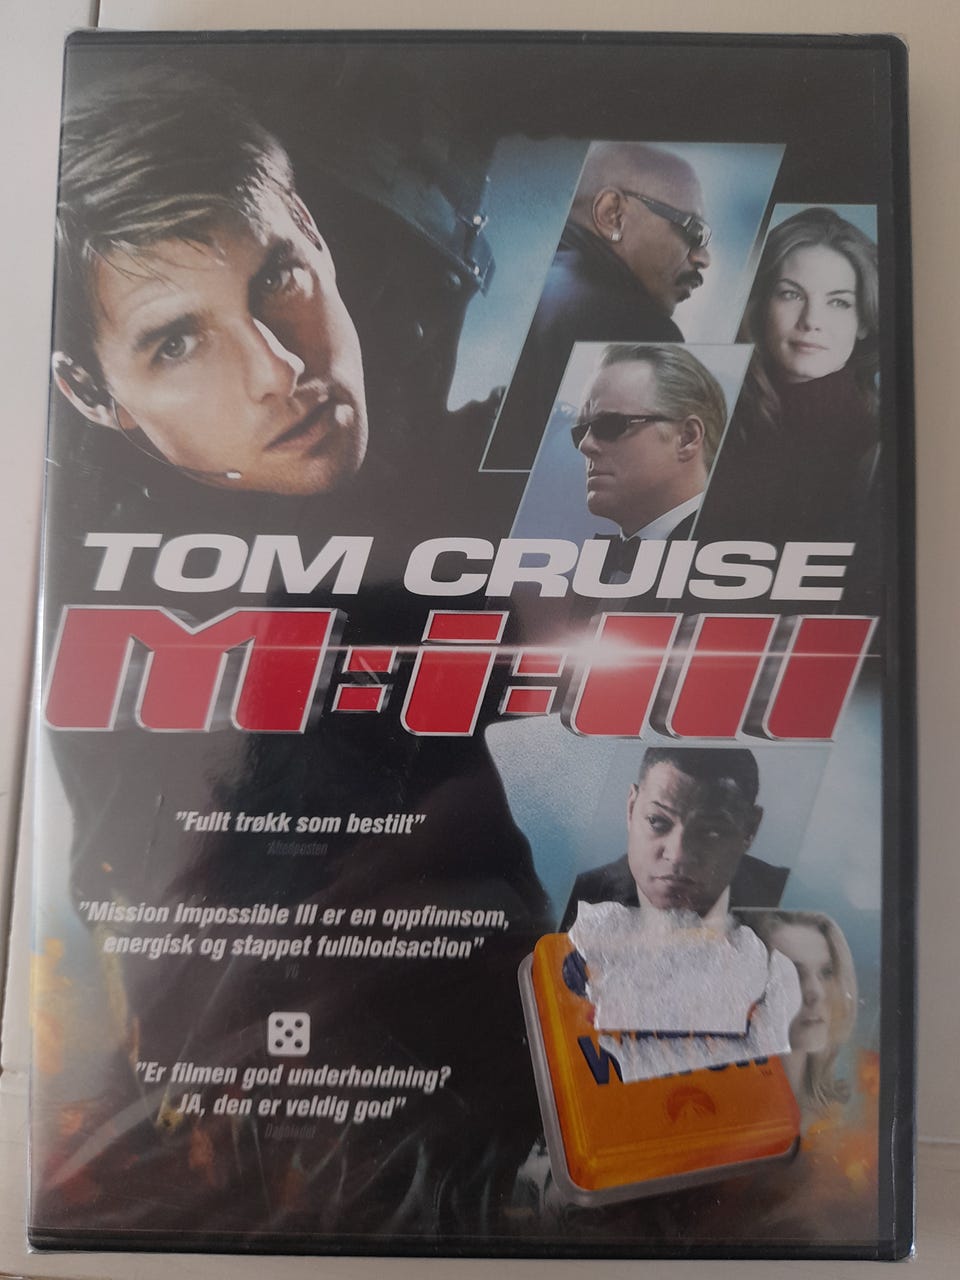 TOM CRUISE
M:i:III
"Fullt trøkk som bestilt"
Aftenposten
"Mission Impossible III er en oppfinnsom,
energisk og stappet fullblodsaction"
VG
"Er filmen god underholdning?
JA, den er veldig god"
Dagbladet